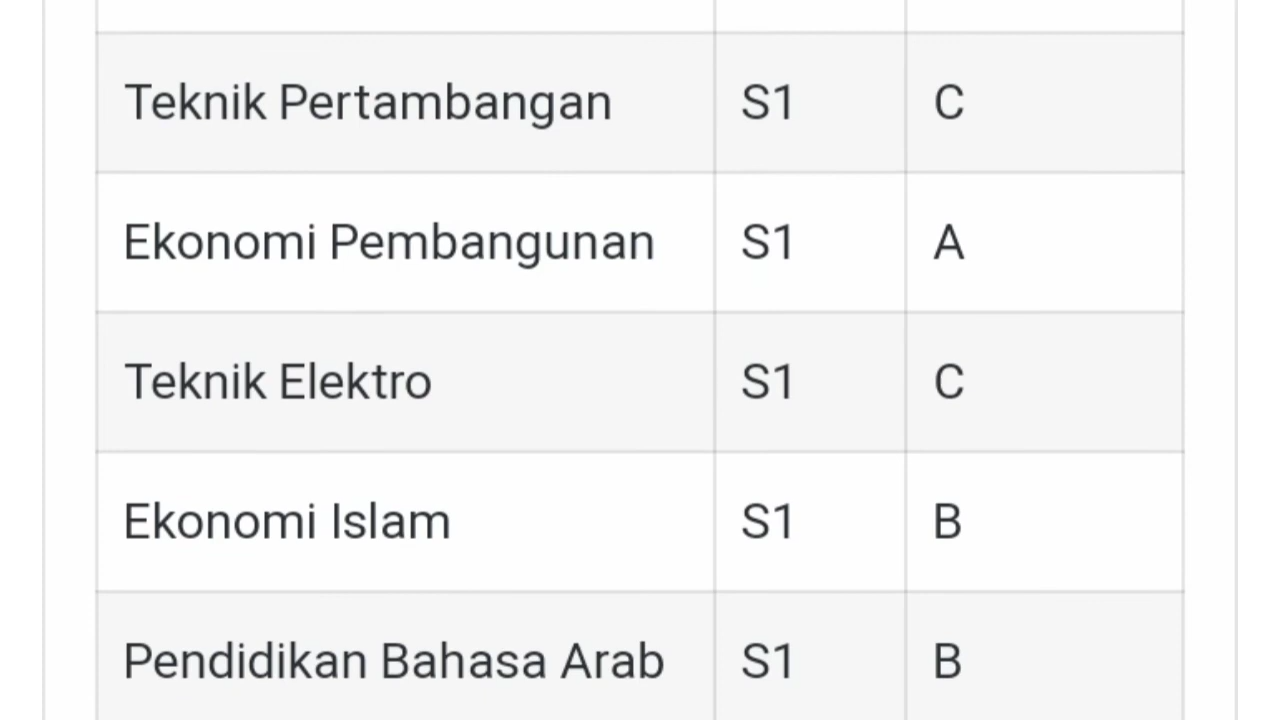 Teknik Pertambangan S1 C
Ekonomi Pembangunan S1 A
Teknik Elektro S1 C
Ekonomi Islam S1 B
Pendidikan Bahasa Arab S1 B